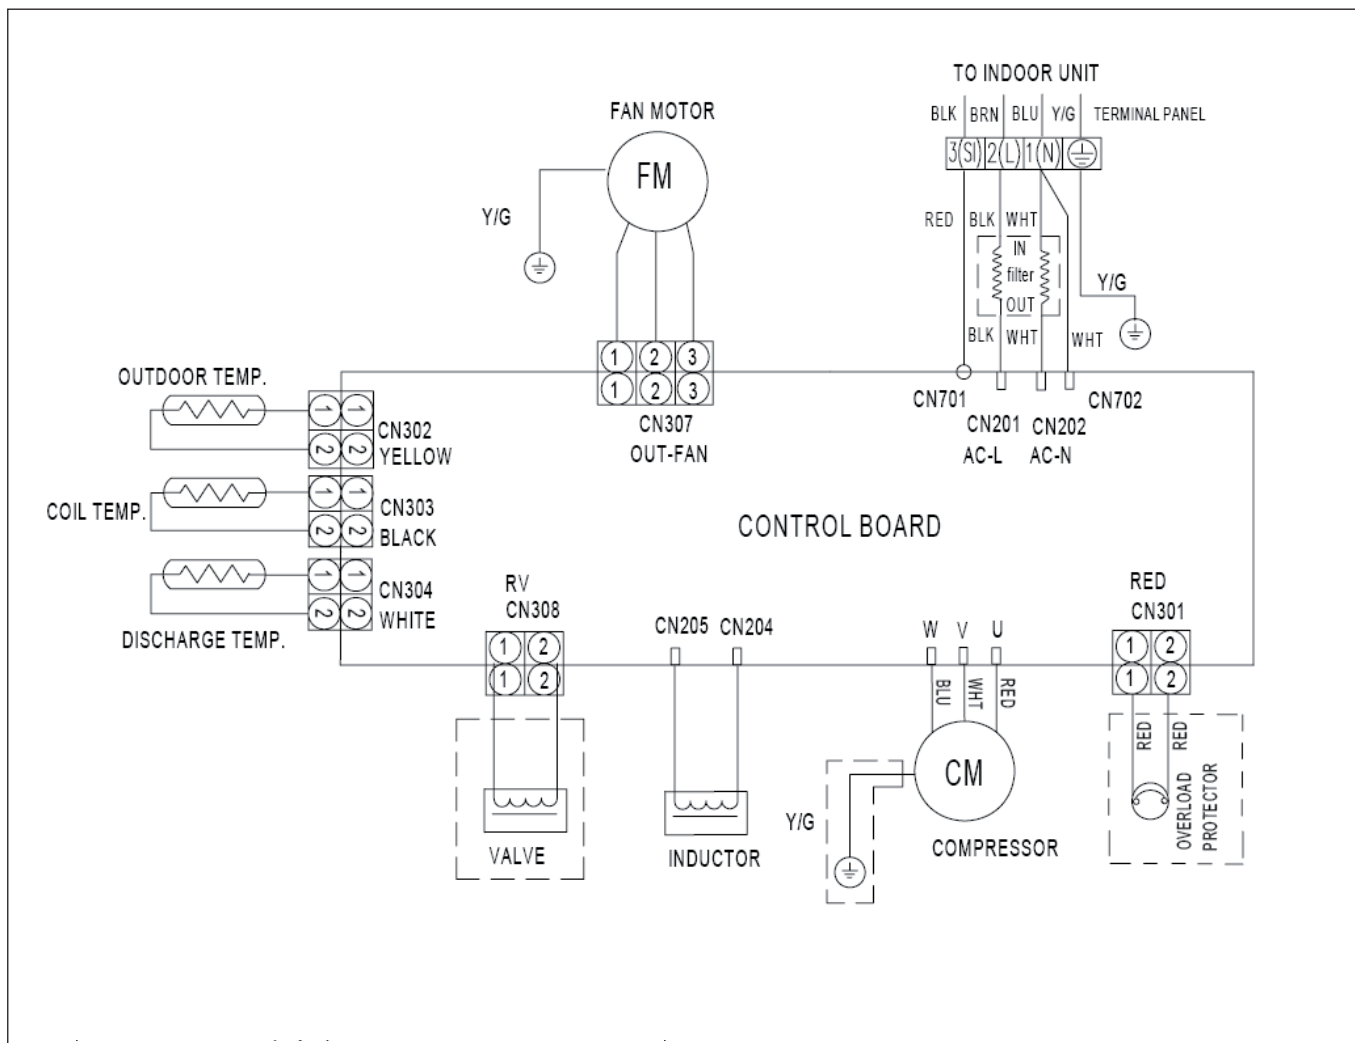 TO INDOOR UNIT
FAN MOTOR
BLK BRN BLU Y/G TERMINAL PANEL
3(SI) 2(L) 1(N)
FM
Y/G
RED BLK WHT
IN
filter
OUT
Y/G
BLK WHT WHT
1 2 3
1 2 3
OUTDOOR TEMP.
CN701 CN702
CN307
OUT-FAN
CN201 CN202
AC-L AC-N
1 1
2 2
CN302
YELLOW
COIL TEMP.
1 1
2 2
CN303
BLACK
CONTROL BOARD
1 1
2 2
CN304
WHITE
DISCHARGE TEMP.
RV
CN308
1 2
1 2
CN205 CN204
W V U
RED
CN301
1 2
1 2
BLU WHT RED
RED RED
CM
Y/G
OVERLOAD
PROTECTOR
VALVE
INDUCTOR
COMPRESSOR